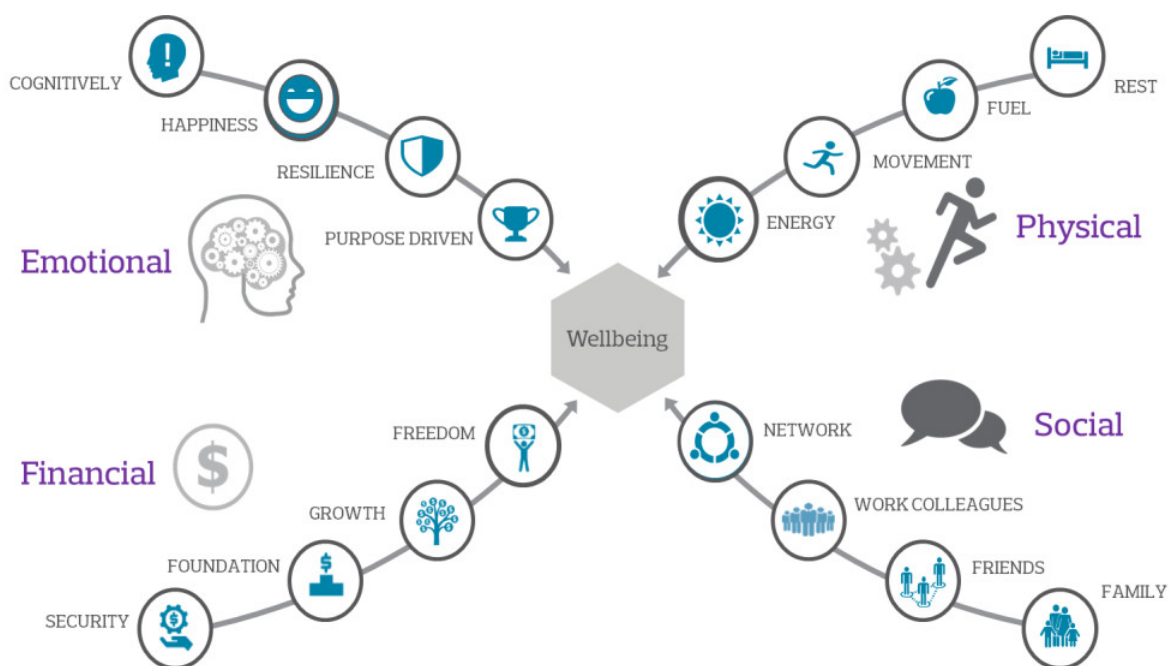 COGNITIVELY
HAPPINESS
RESILIENCE
PURPOSE DRIVEN
Emotional
REST
FUEL
MOVEMENT
ENERGY
Physical
Wellbeing
FREEDOM
GROWTH
FOUNDATION
SECURITY
Financial
$
NETWORK
WORK COLLEAGUES
FRIENDS
FAMILY
Social